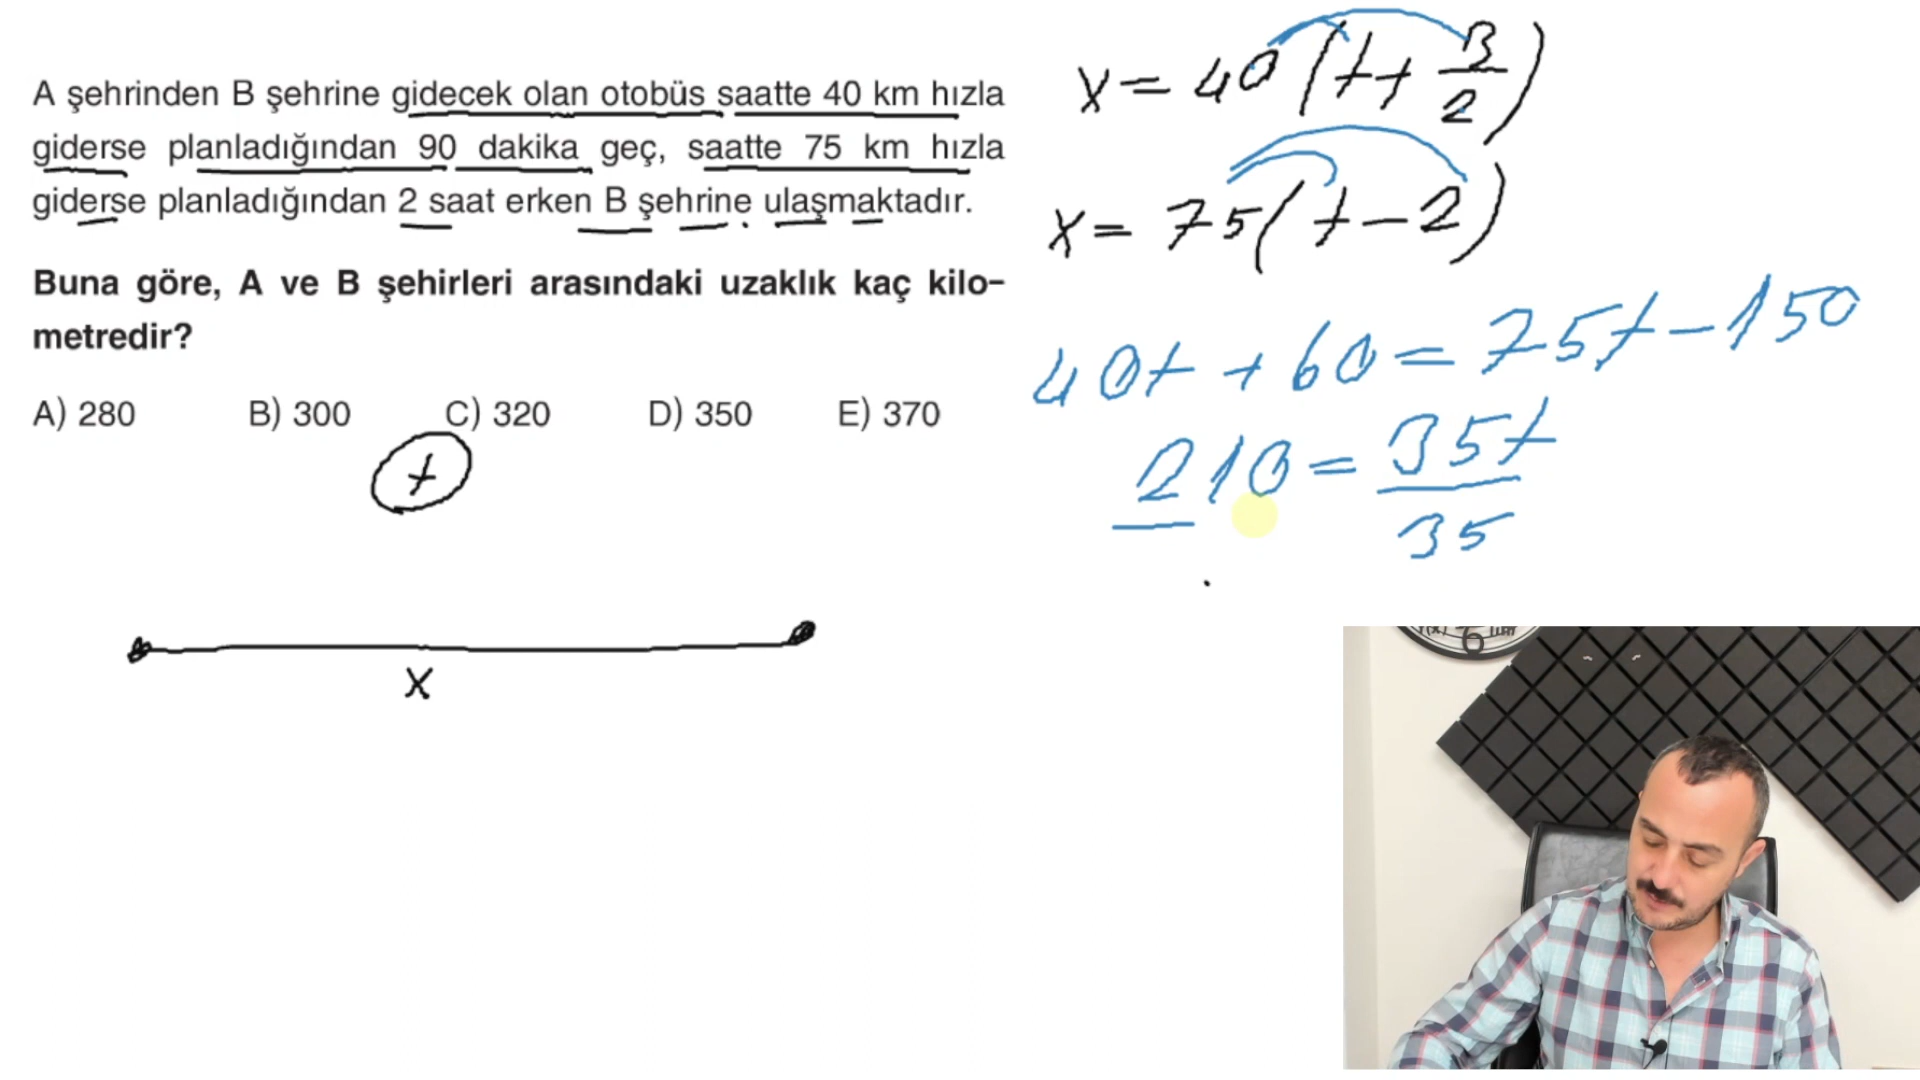 A şehrinden B şehrine gidecek olan otobüs saatte 40 km hızla
giderse planladığından 90 dakika geç, saatte 75 km hızla
giderse planladığından 2 saat erken B şehrine ulaşmaktadır.
Buna göre, A ve B şehirleri arasındaki uzaklık kaç kilo-
metredir?
A) 280 B) 300 C) 320 D) 350 E) 370
t
x
x = 40(t + 3/2)
x = 75(t - 2)
40t + 60 = 75t - 150
210 = 35t
35
6